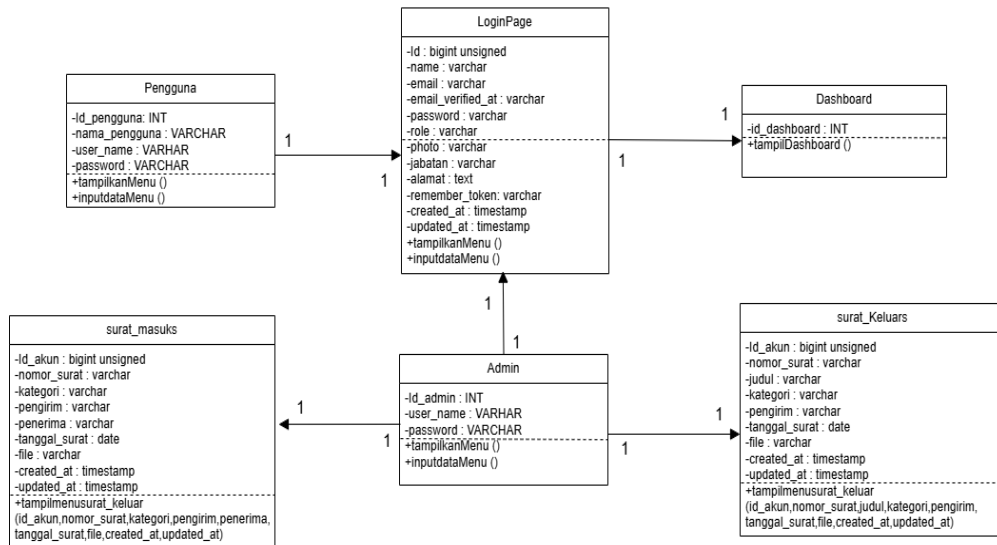 LoginPage
-Id : bigint unsigned
-name : varchar
-email : varchar
-email_verified_at : varchar
-password : varchar
-role : varchar
-photo : varchar
-jabatan : varchar
-alamat : text
-remember_token: varchar
-created_at : timestamp
-updated_at : timestamp
+tampilkanMenu ()
+inputdataMenu ()
Pengguna
-Id_pengguna: INT
-nama_pengguna : VARCHAR
-user_name : VARHAR
-password : VARCHAR
+tampilkanMenu ()
+inputdataMenu ()
1
1
Dashboard
-id_dashboard : INT
+tampilDashboard ()
1
1
1
1
surat_masuks
-Id_akun : bigint unsigned
-nomor_surat : varchar
-kategori : varchar
-pengirim : varchar
-penerima : varchar
-tanggal_surat : date
-file : varchar
-created_at : timestamp
-updated_at : timestamp
+tampilmenusurat_keluar
(id_akun,nomor_surat,kategori,pengirim,penerima,
tanggal_surat,file,created_at,updated_at)
1
1
Admin
-Id_admin : INT
-user_name : VARHAR
-password : VARCHAR
+tampilkanMenu ()
+inputdataMenu ()
1
1
surat_Keluars
-Id_akun : bigint unsigned
-nomor_surat : varchar
-judul : varchar
-kategori : varchar
-pengirim : varchar
-tanggal_surat : date
-file : varchar
-created_at : timestamp
-updated_at : timestamp
+tampilmenusurat_keluar
(id_akun,nomor_surat,judul,kategori,pengirim,
tanggal_surat,file,created_at,updated_at)